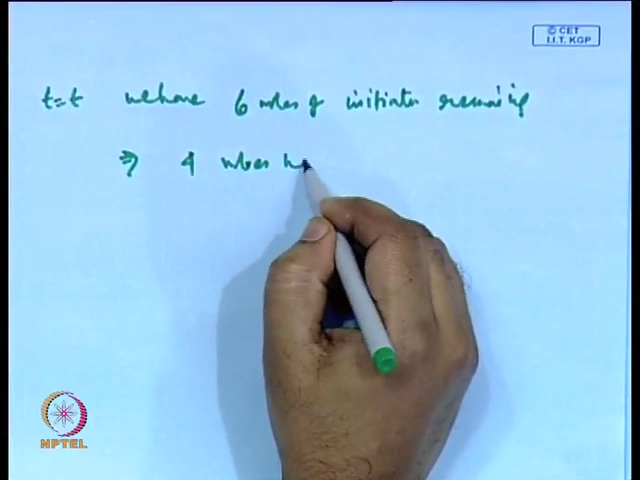 © CET
I.I.T. KGP
t=t we have 6 moles of initiator remaining
⇒ 4 moles h
NPTEL